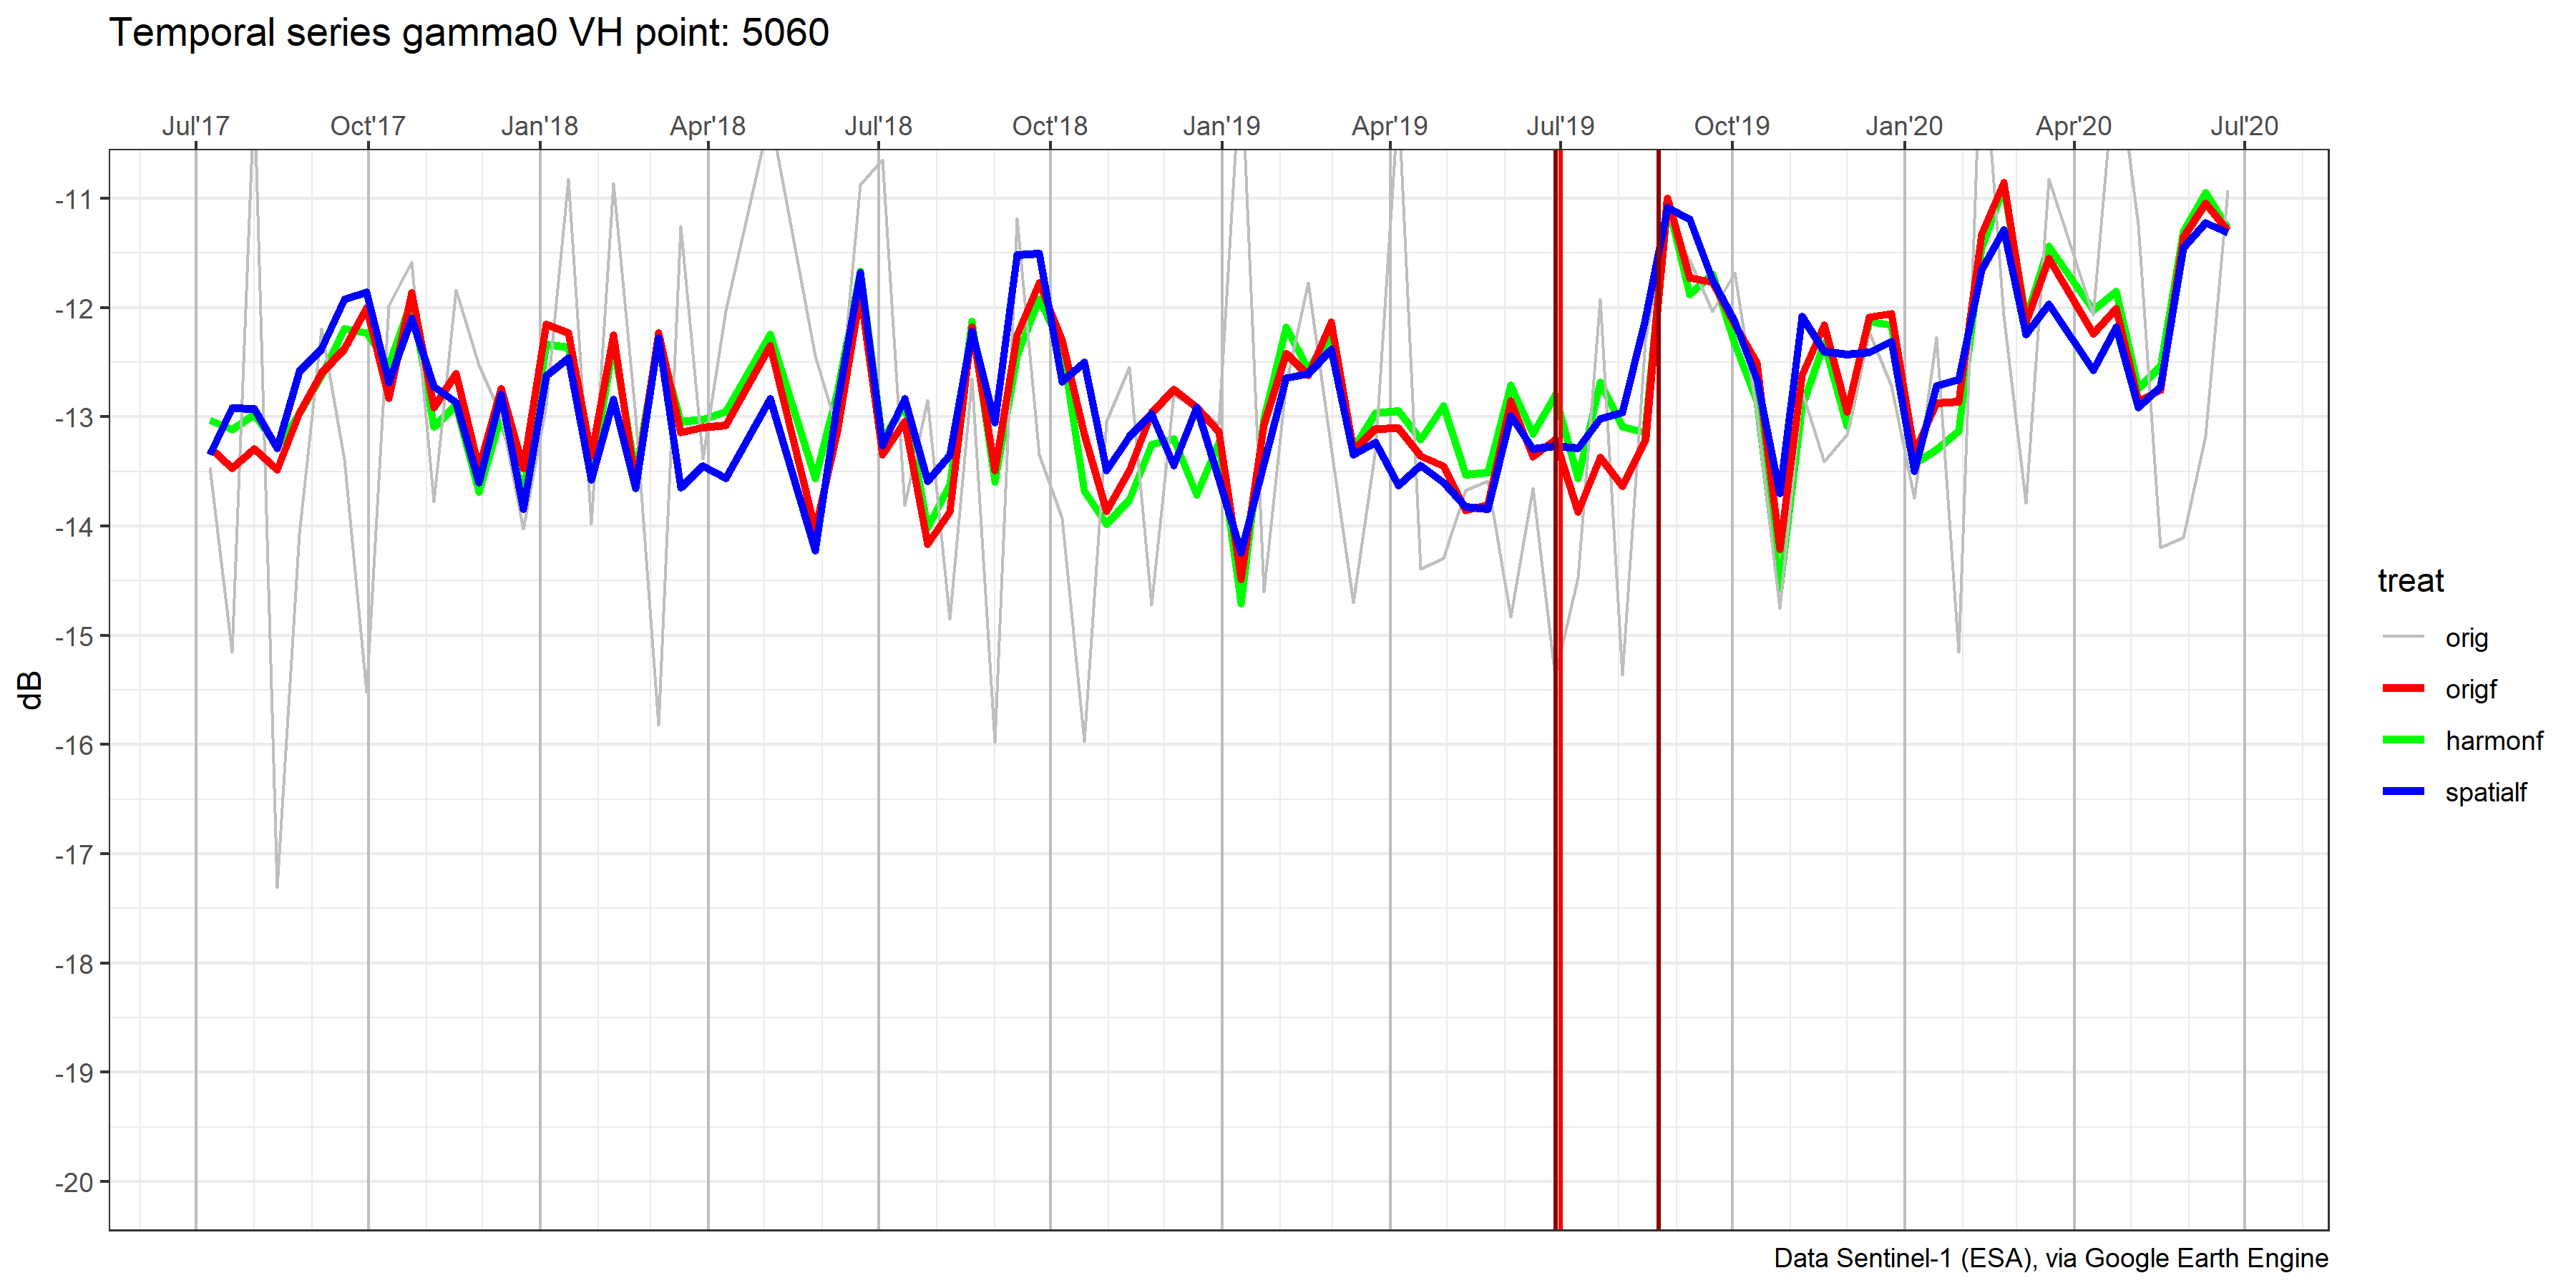 Temporal series gamma0 VH point: 5060
Jul'17 Oct'17 Jan'18 Apr'18 Jul'18 Oct'18 Jan'19 Apr'19 Jul'19 Oct'19 Jan'20 Apr'20 Jul'20
-11
-12
-13
-14
-15
-16
-17
-18
-19
-20
dB
treat
orig
origf
harmonf
spatialf
Data Sentinel-1 (ESA), via Google Earth Engine